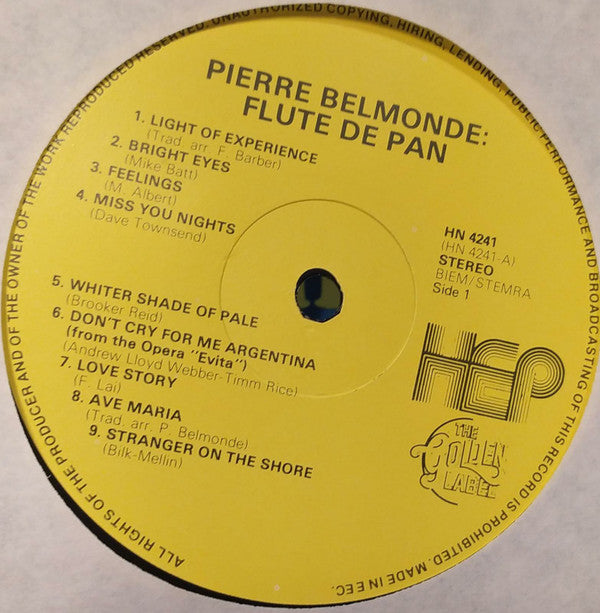 ALL RIGHTS OF THE PRODUCER AND OF THE OWNER OF THE WORK REPRODUCED RESERVED. UNAUTHORIZED COPYING, HIRING, LENDING, PUBLIC PERFORMANCE AND BROADCASTING OF THIS RECORD IS PROHIBITED. MADE IN EEC.
PIERRE BELMONDE:
FLUTE DE PAN
1. LIGHT OF EXPERIENCE
(Trad. arr. F. Barber)
2. BRIGHT EYES
(Mike Batt)
3. FEELINGS
(M. Albert)
4. MISS YOU NIGHTS
(Dave Townsend)
HN 4241
(HN 4241-A)
STEREO
BIEM/STEMRA
Side 1
5. WHITER SHADE OF PALE
(Brooker Reid)
6. DON'T CRY FOR ME ARGENTINA
(from the Opera "Evita")
(Andrew Lloyd Webber-Timm Rice)
7. LOVE STORY
(F. Lai)
8. AVE MARIA
(Trad. arr. P. Belmonde)
9. STRANGER ON THE SHORE
(Bilk-Mellin)
THE
GOLDEN
LABEL